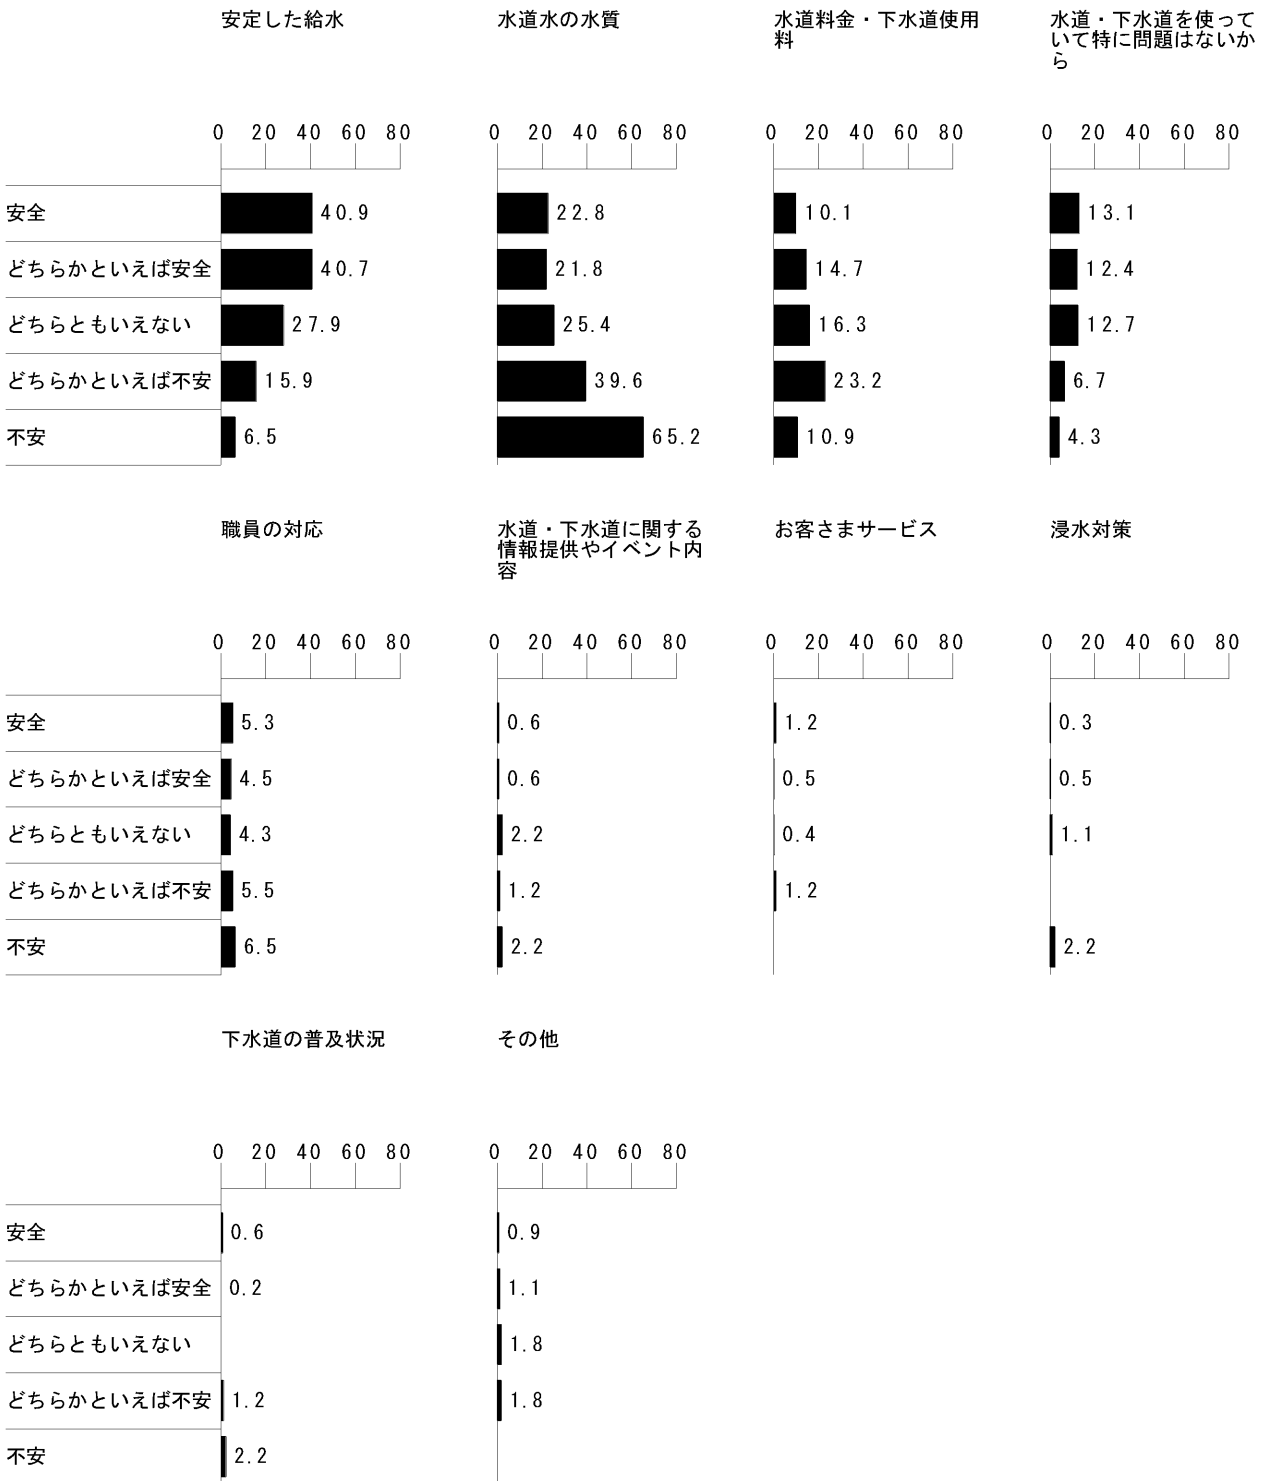 安定した給水
水道水の水質
水道料金・下水道使用
料
水道・下水道を使って
いて特に問題はないか
ら
0 20 40 60 80
0 20 40 60 80
0 20 40 60 80
0 20 40 60 80
安全 40.9 22.8 10.1 13.1
どちらかといえば安全 40.7 21.8 14.7 12.4
どちらともいえない 27.9 25.4 16.3 12.7
どちらかといえば不安 15.9 39.6 23.2 6.7
不安 6.5 65.2 10.9 4.3
職員の対応
水道・下水道に関する
情報提供やイベント内
容
お客さまサービス
浸水対策
0 20 40 60 80
0 20 40 60 80
0 20 40 60 80
0 20 40 60 80
安全 5.3 0.6 1.2 0.3
どちらかといえば安全 4.5 0.6 0.5 0.5
どちらともいえない 4.3 2.2 0.4 1.1
どちらかといえば不安 5.5 1.2 1.2
不安 6.5 2.2 2.2
下水道の普及状況
その他
0 20 40 60 80
0 20 40 60 80
安全 0.6 0.9
どちらかといえば安全 0.2 1.1
どちらともいえない 1.8
どちらかといえば不安 1.2 1.8
不安 2.2